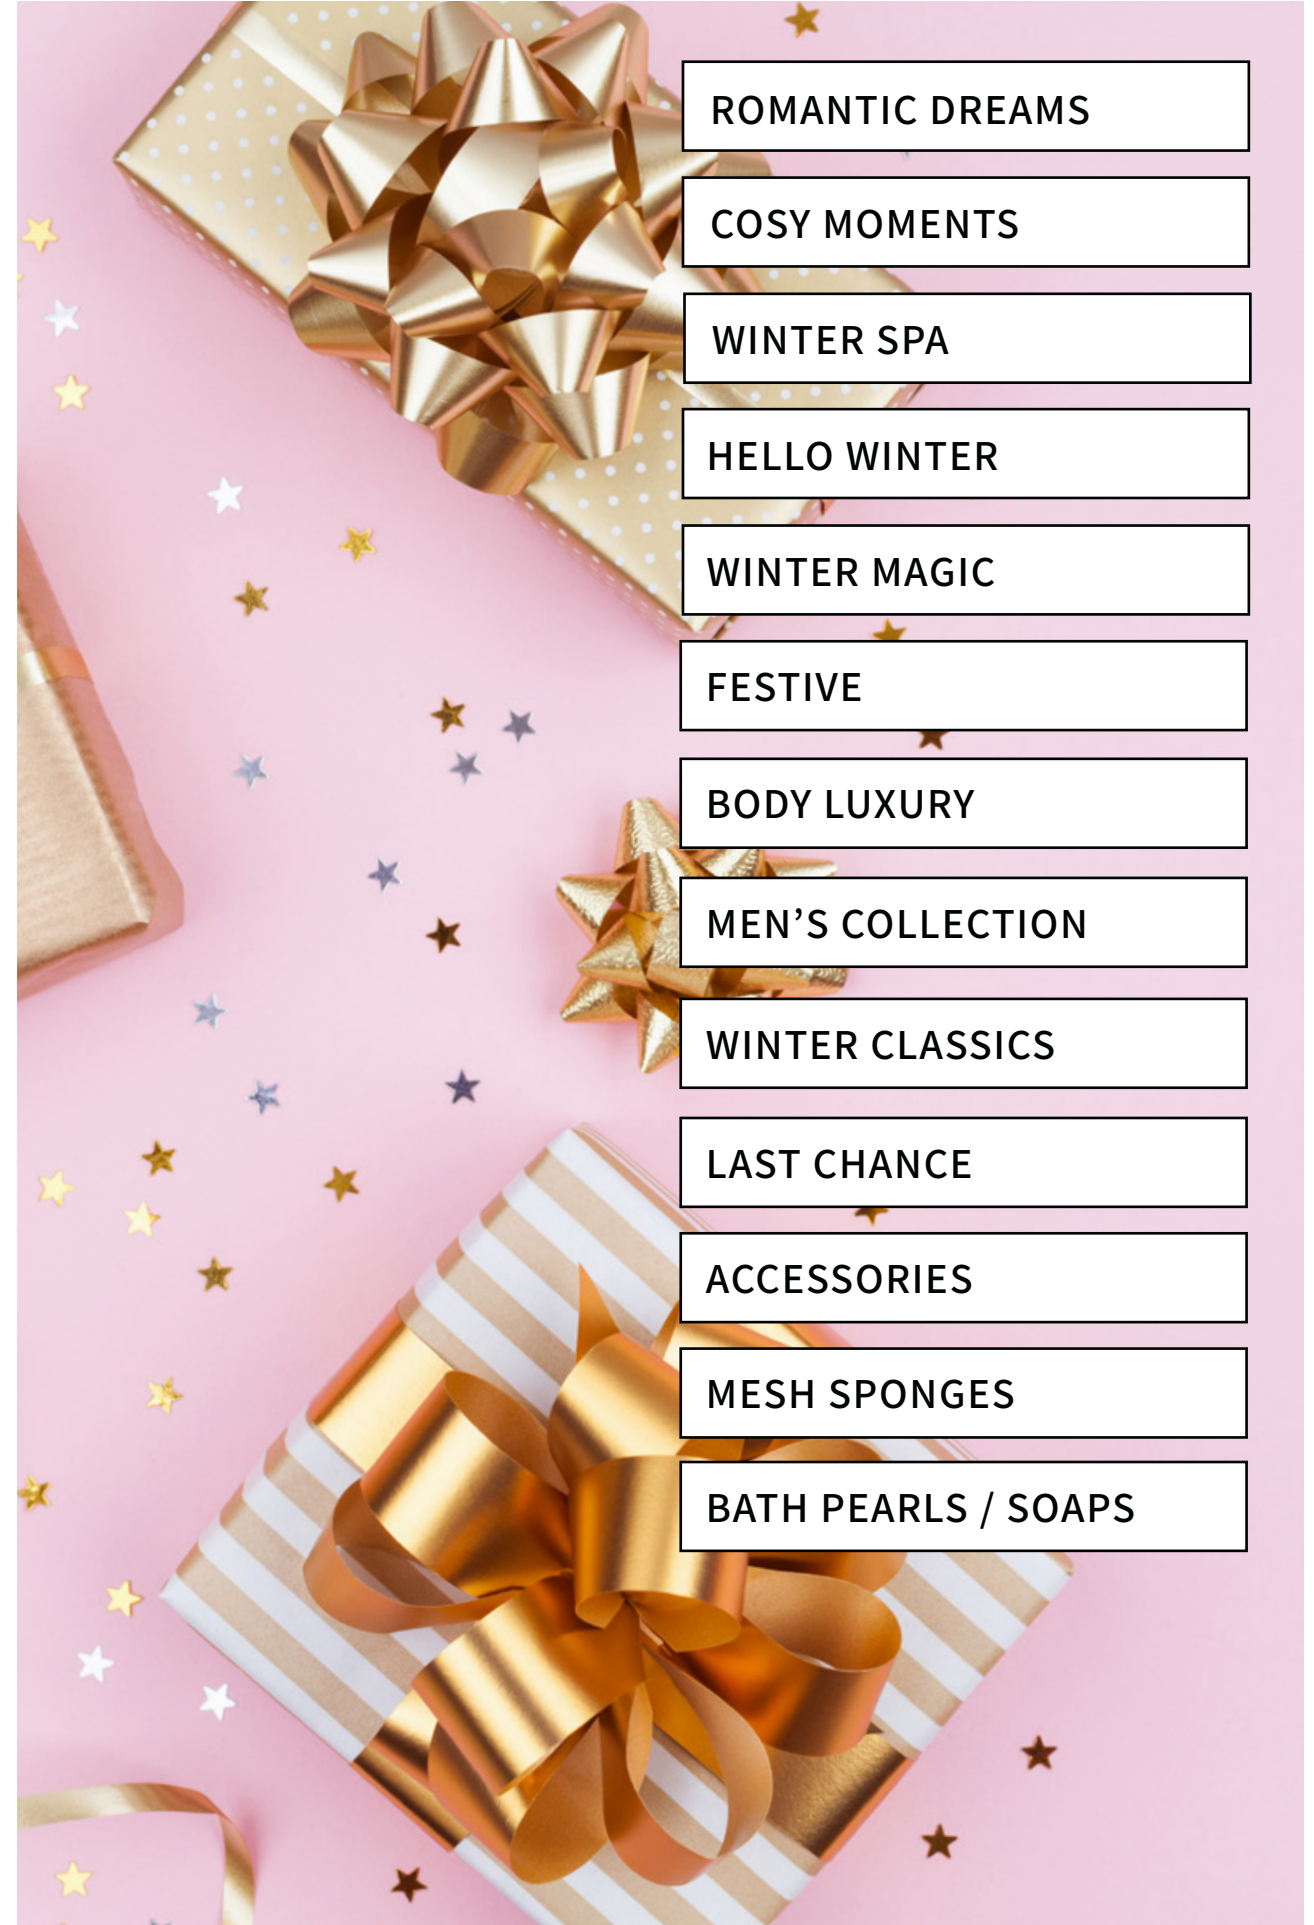 ROMANTIC DREAMS
COSY MOMENTS
WINTER SPA
HELLO WINTER
WINTER MAGIC
FESTIVE
BODY LUXURY
MEN’S COLLECTION
WINTER CLASSICS
LAST CHANCE
ACCESSORIES
MESH SPONGES
BATH PEARLS / SOAPS